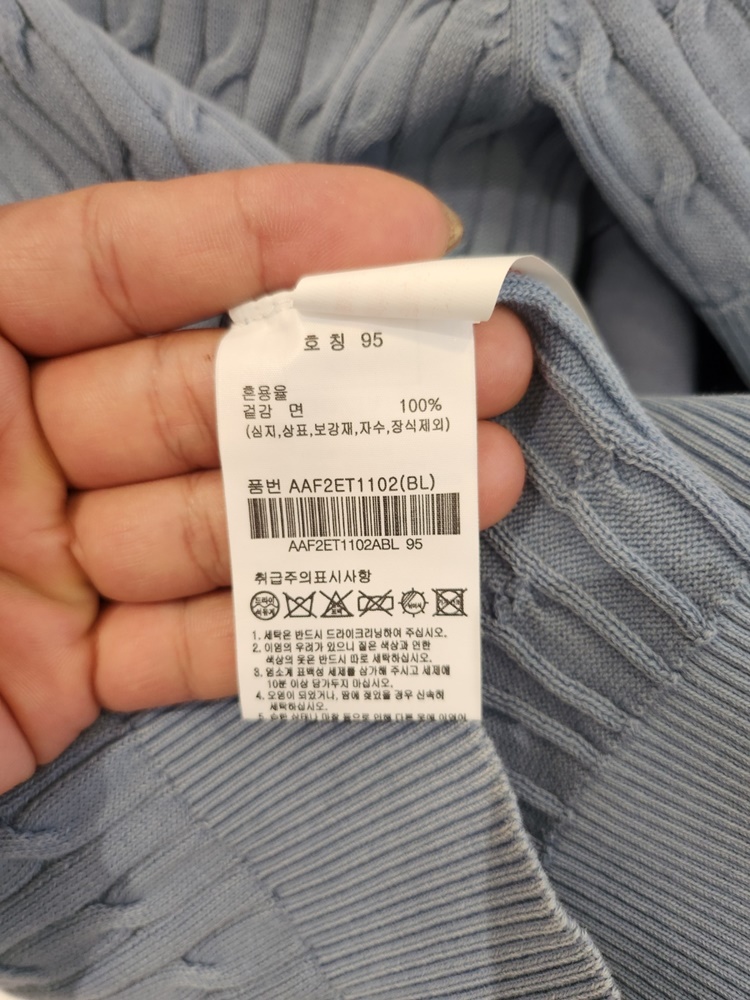 호칭 95
혼용율
겉감 면 100%
(심지,상표,보강재,자수,장식제외)
품번 AAF2ET1102(BL)
AAF2ET1102ABL 95
취급주의표시사항
드라이
1. 세탁은 반드시 드라이크리닝하여 주십시오.
2. 이염의 우려가 있으니 짙은 색상과 연한
색상의 옷은 반드시 따로 세탁하십시오.
3. 염소계 표백성 세제를 삼가해 주시고 세제에
10분 이상 담가두지 마십시오.
4. 오염이 되었거나, 땀에 젖었을 경우 신속히
세탁하십시오.